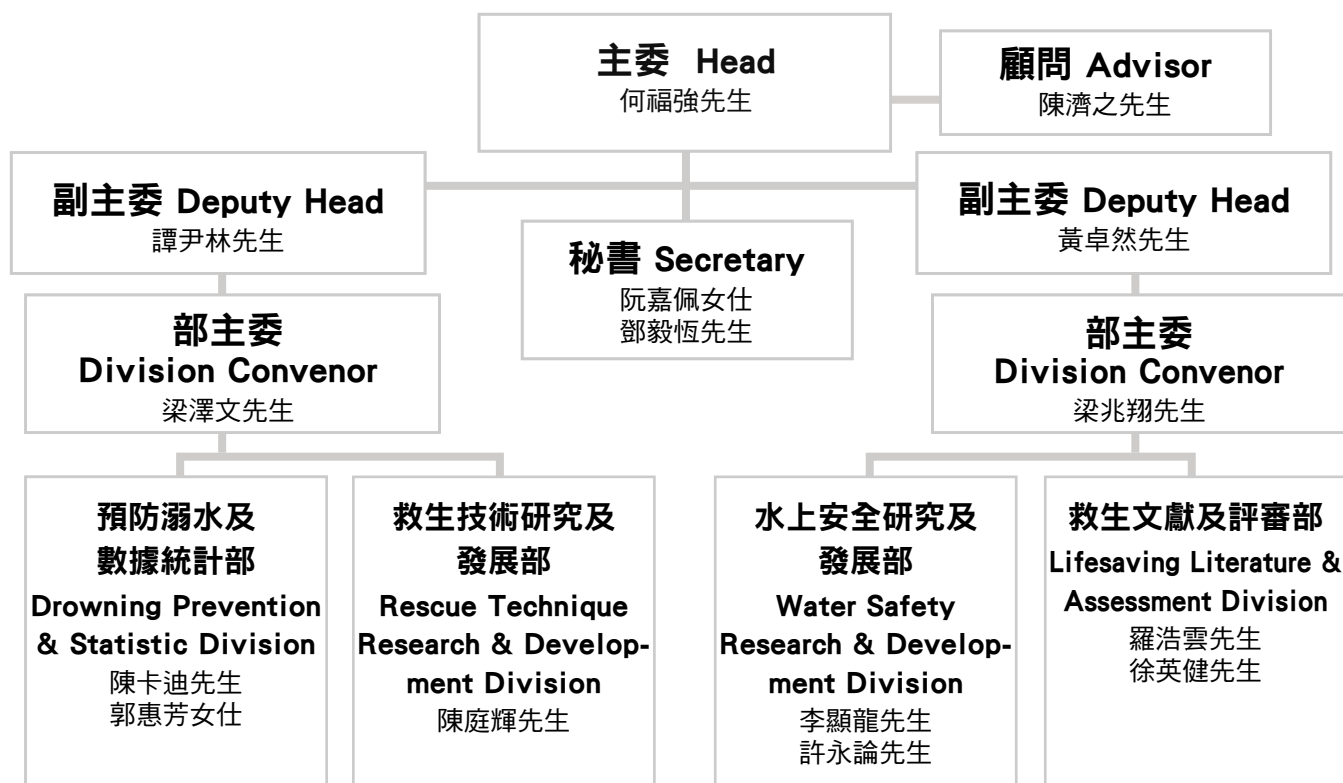 主委 Head
何福強先生
顧問 Advisor
陳濟之先生
副主委 Deputy Head
譚尹林先生
秘書 Secretary
阮嘉佩女仕
鄧毅恆先生
副主委 Deputy Head
黃卓然先生
部主委
Division Convenor
梁澤文先生
部主委
Division Convenor
梁兆翔先生
預防溺水及
數據統計部
Drowning Prevention
& Statistic Division
陳卡迪先生
郭惠芳女仕
救生技術研究及
發展部
Rescue Technique
Research & Develop-
ment Division
陳庭輝先生
水上安全研究及
發展部
Water Safety
Research & Develop-
ment Division
李顯龍先生
許永論先生
救生文獻及評審部
Lifesaving Literature &
Assessment Division
羅浩雲先生
徐英健先生